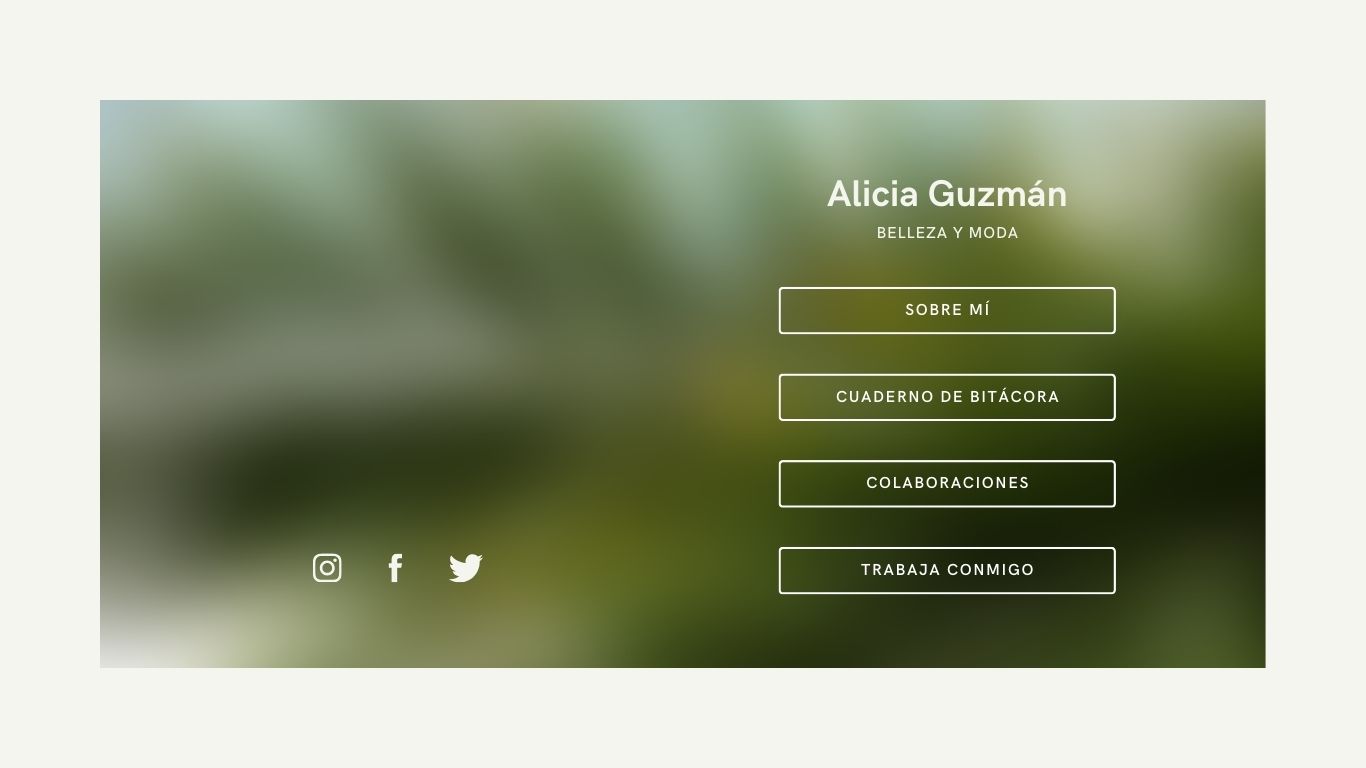 Alicia Guzmán
BELLEZA Y MODA
SOBRE MÍ
CUADERNO DE BITÁCORA
COLABORACIONES
TRABAJA CONMIGO